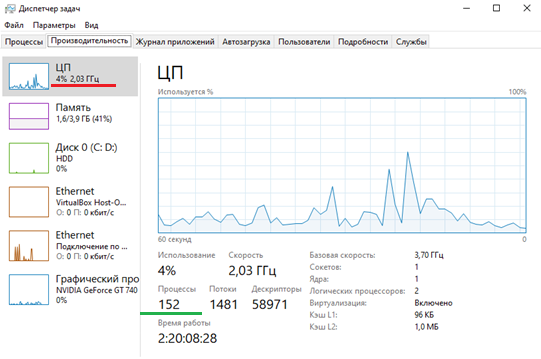 Диспетчер задач
Файл Параметры Вид
Процессы Производительность Журнал приложений Автозагрузка Пользователи Подробности Службы
ЦП
4% 2,03 ГГц
Память
1,6/3,9 ГБ (41%)
Диск 0 (C: D:)
HDD
0%
Ethernet
VirtualBox Host-O...
О: 0 П: 0 кбит/с
Ethernet
Подключение по ...
О: 0 П: 0 кбит/с
Графический про
NVIDIA GeForce GT 740
0%
ЦП
Используется % 100%
60 секунд 0
Использование Скорость
4% 2,03 ГГц
Процессы Потоки Дескрипторы
152 1481 58971
Время работы
2:20:08:28
Базовая скорость: 3,70 ГГц
Сокетов: 1
Ядра: 1
Логических процессоров: 2
Виртуализация: Включено
Кэш L1: 96 КБ
Кэш L2: 1,0 МБ